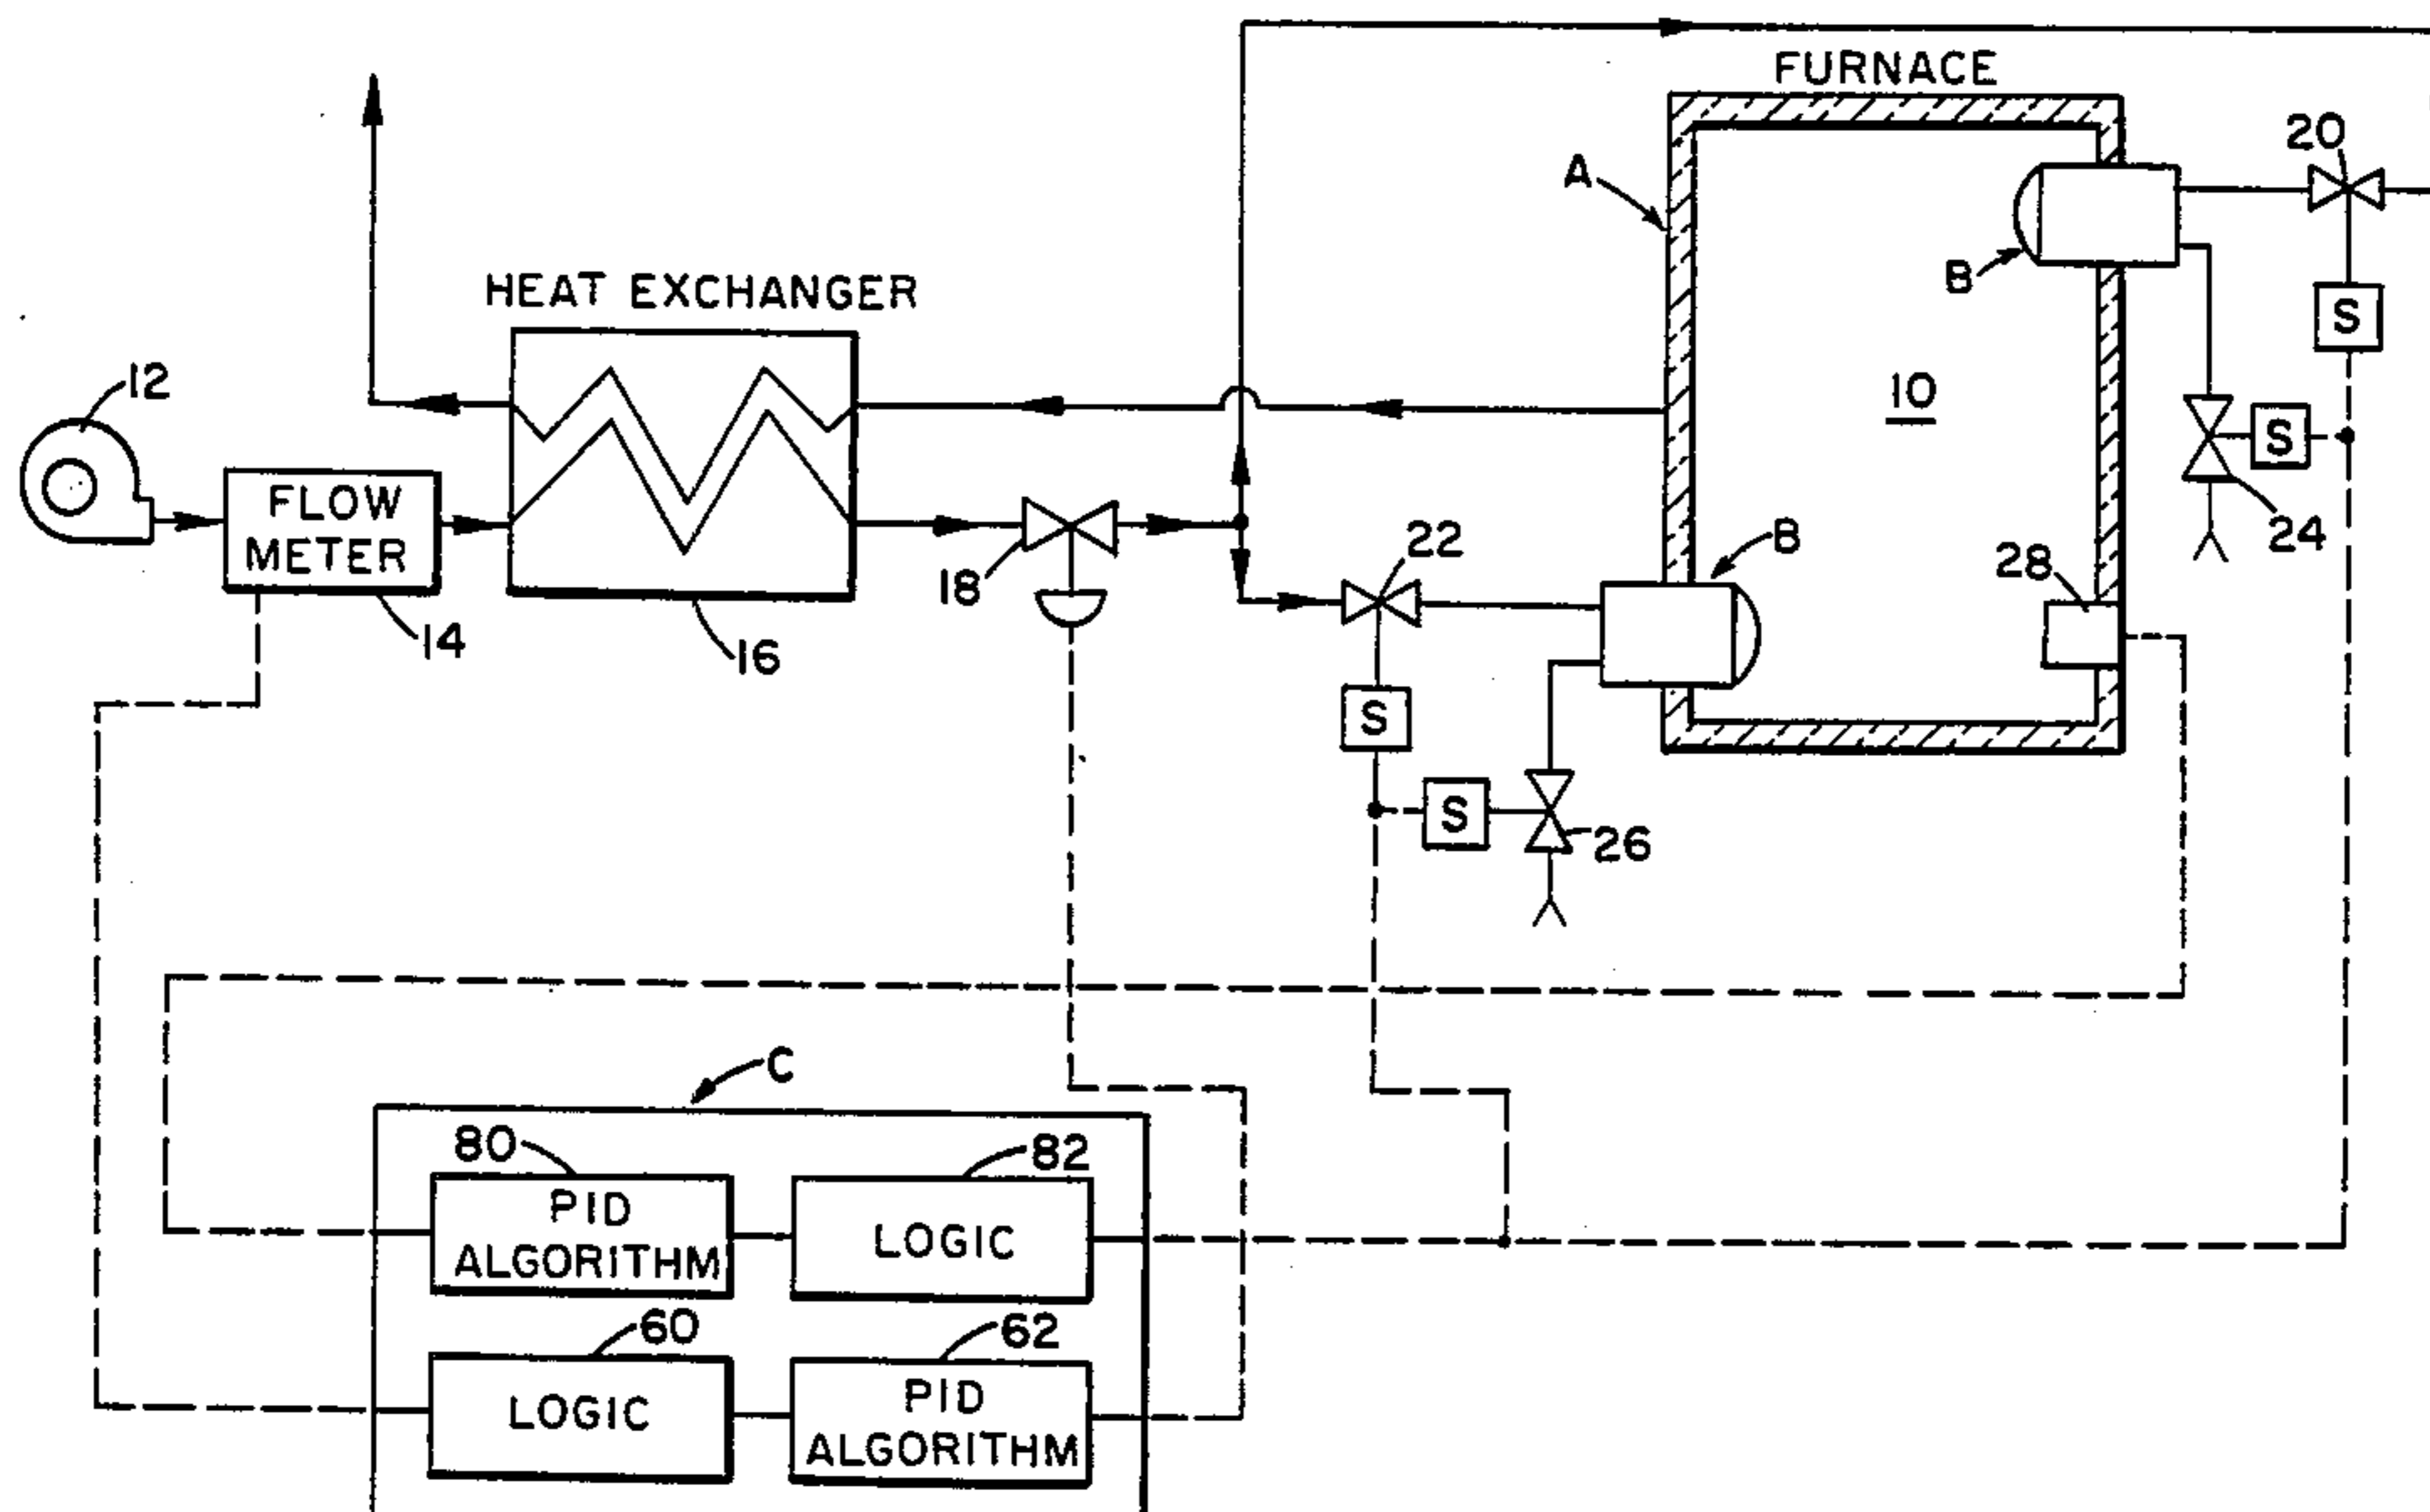 FURNACE
20
A
B
S
HEAT EXCHANGER
12
10
S
FLOW
METER
22
B
24
28
18
14
16
S
S
26
C
80
82
PID
ALGORITHM
LOGIC
60
62
LOGIC
PID
ALGORITHM